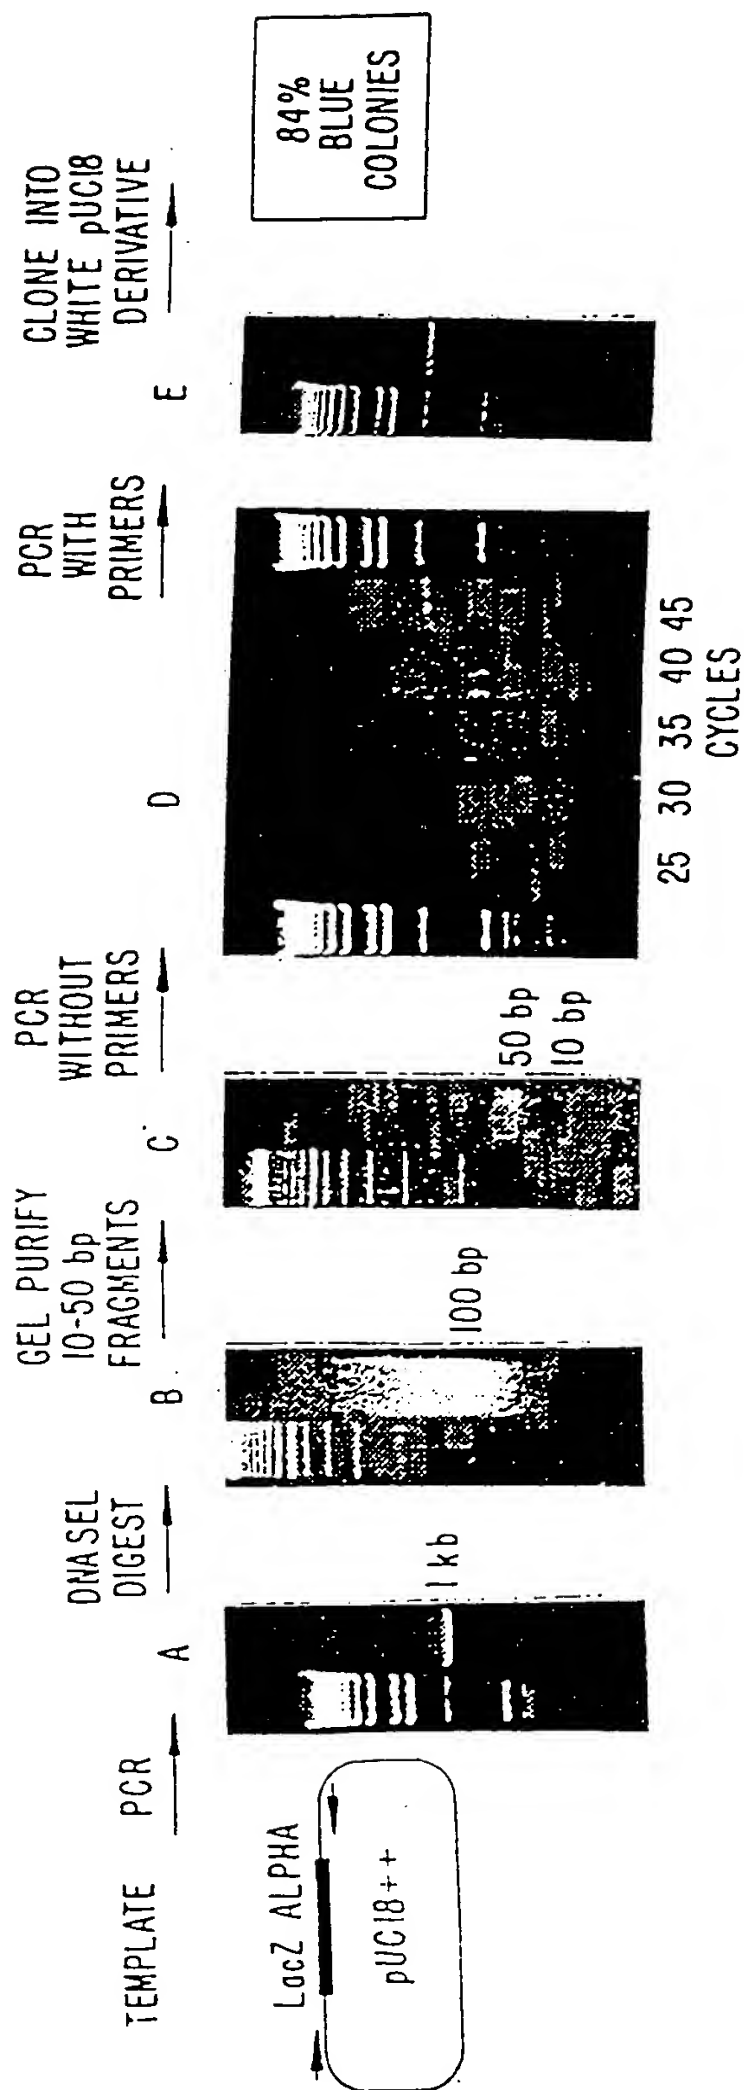 TEMPLATE
PCR
A
DNASEI
DIGEST
B
GEL PURIFY
10-50 bp
FRAGMENTS
C
PCR
WITHOUT
PRIMERS
D
PCR
WITH
PRIMERS
E
CLONE INTO
WHITE pUC18
DERIVATIVE
LacZ ALPHA
pUC18++
1 kb
100 bp
50 bp
10 bp
25 30 35 40 45
CYCLES
84%
BLUE
COLONIES